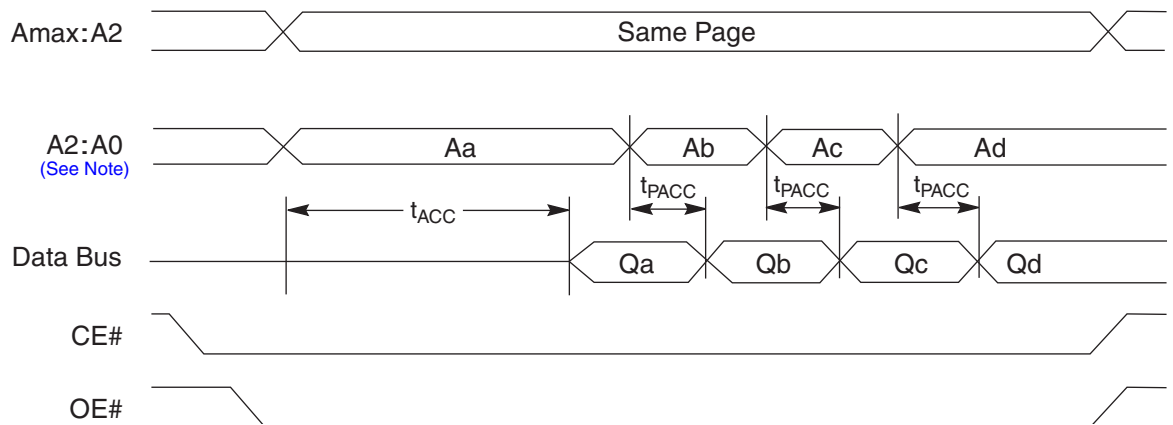 Amax:A2 Same Page
A2:A0 Aa Ab Ac Ad
(See Note)
tACC tPACC tPACC tPACC
Data Bus Qa Qb Qc Qd
CE#
OE#